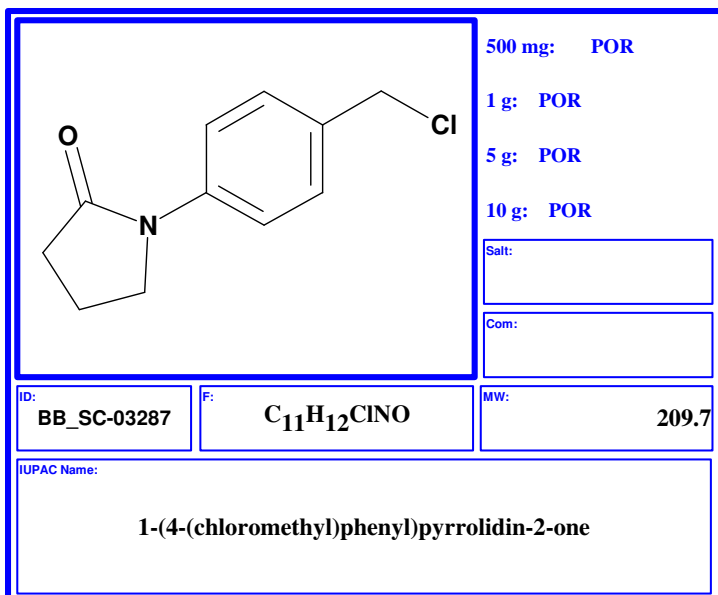 O
N
Cl
500 mg: POR
1 g: POR
5 g: POR
10 g: POR
Salt:
Com:
ID:
BB_SC-03287
F:
C11H12ClNO
MW:
209.7
IUPAC Name:
1-(4-(chloromethyl)phenyl)pyrrolidin-2-one